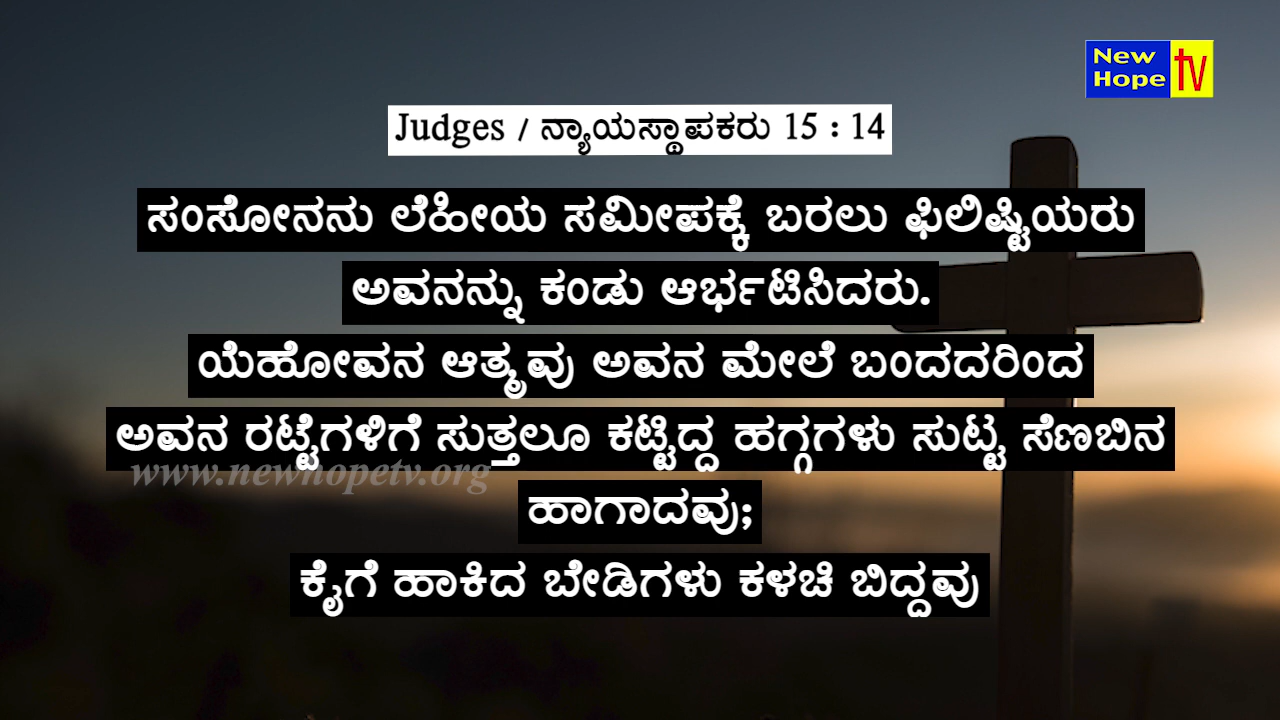 New
Hope tv
Judges / ನ್ಯಾಯಸ್ಥಾಪಕರು 15 : 14
ಸಂಸೋನನು ಲೆಹೀಯ ಸಮೀಪಕ್ಕೆ ಬರಲು ಫಿಲಿಷ್ಟಿಯರು
ಅವನನ್ನು ಕಂಡು ಆರ್ಭಟಿಸಿದರು.
ಯೆಹೋವನ ಆತ್ಮವು ಅವನ ಮೇಲೆ ಬಂದದರಿಂದ
ಅವನ ರಟ್ಟೆಗಳಿಗೆ ಸುತ್ತಲೂ ಕಟ್ಟಿದ್ದ ಹಗ್ಗಗಳು ಸುಟ್ಟ ಸೆಣಬಿನ
www.newhopetv.org
ಹಾಗಾದವು;
ಕೈಗೆ ಹಾಕಿದ ಬೇಡಿಗಳು ಕಳಚಿ ಬಿದ್ದವು